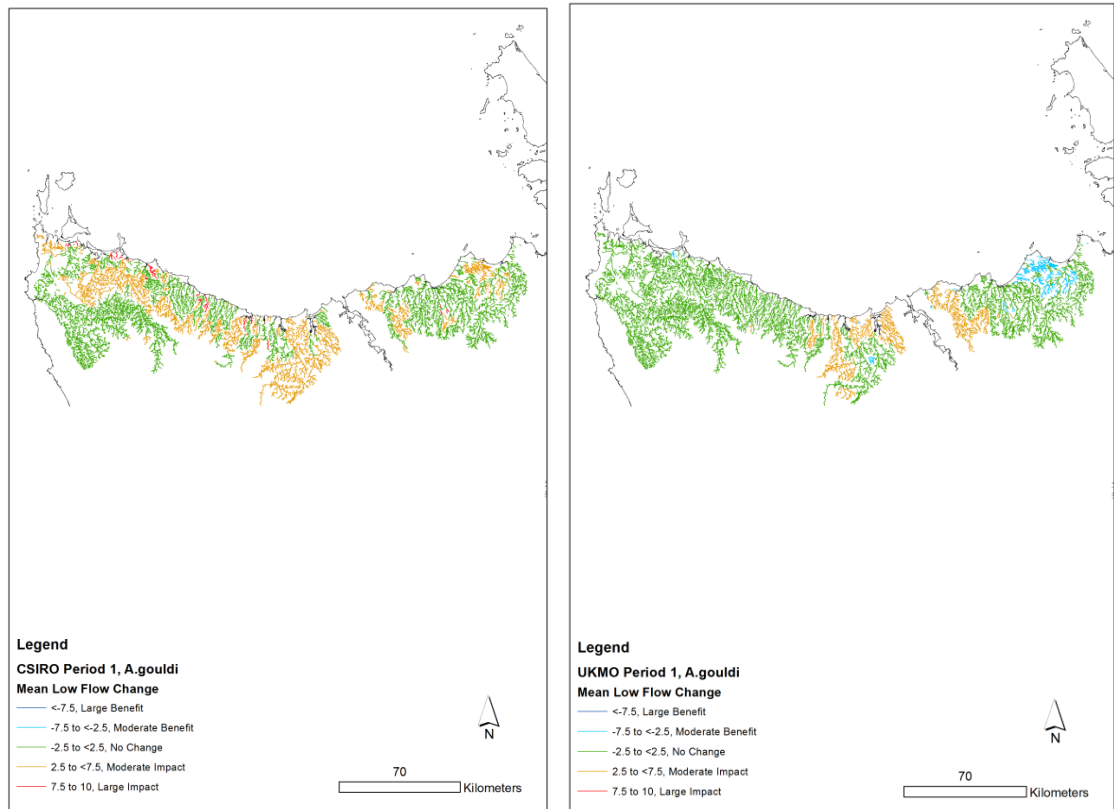 Legend
CSIRO Period 1, A.gouldi
Mean Low Flow Change
<-7.5, Large Benefit
-7.5 to <-2.5, Moderate Benefit
-2.5 to <2.5, No Change
2.5 to <7.5, Moderate Impact
7.5 to 10, Large Impact
N
70
Kilometers
Legend
UKMO Period 1, A.gouldi
Mean Low Flow Change
<-7.5, Large Benefit
-7.5 to <-2.5, Moderate Benefit
-2.5 to <2.5, No Change
2.5 to <7.5, Moderate Impact
7.5 to 10, Large Impact
N
70
Kilometers